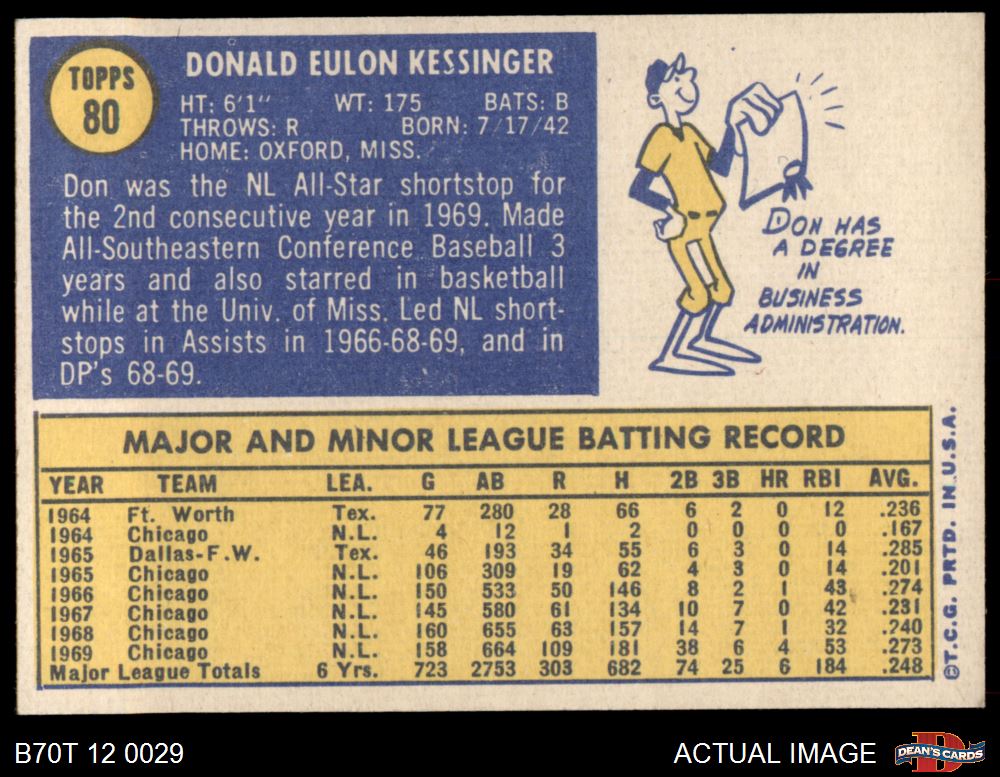 TOPPS
80
DONALD EULON KESSINGER
HT: 6'1" WT: 175 BATS: B
THROWS: R BORN: 7/17/42
HOME: OXFORD, MISS.
Don was the NL All-Star shortstop for
the 2nd consecutive year in 1969. Made
All-Southeastern Conference Baseball 3
years and also starred in basketball
while at the Univ. of Miss. Led NL short-
stops in Assists in 1966-68-69, and in
DP's 68-69.
DON HAS
A DEGREE
IN
BUSINESS
ADMINISTRATION.
MAJOR AND MINOR LEAGUE BATTING RECORD
YEAR TEAM LEA. G AB R H 2B 3B HR RBI AVG.
1964 Ft. Worth Tex. 77 280 28 66 6 2 0 12 .236
1964 Chicago N.L. 4 12 1 2 0 0 0 0 .167
1965 Dallas-F.W. Tex. 46 193 34 55 6 3 0 14 .285
1965 Chicago N.L. 106 309 19 62 4 3 0 14 .201
1966 Chicago N.L. 150 533 50 146 8 2 1 43 .274
1967 Chicago N.L. 145 580 61 134 10 7 0 42 .231
1968 Chicago N.L. 160 655 63 157 14 7 1 32 .240
1969 Chicago N.L. 158 664 109 181 38 6 4 53 .273
Major League Totals 6 Yrs. 723 2753 303 682 74 25 6 184 .248
©T.C.G. PRTD. IN U.S.A.
B70T 12 0029
ACTUAL IMAGE
DEAN'S CARDS